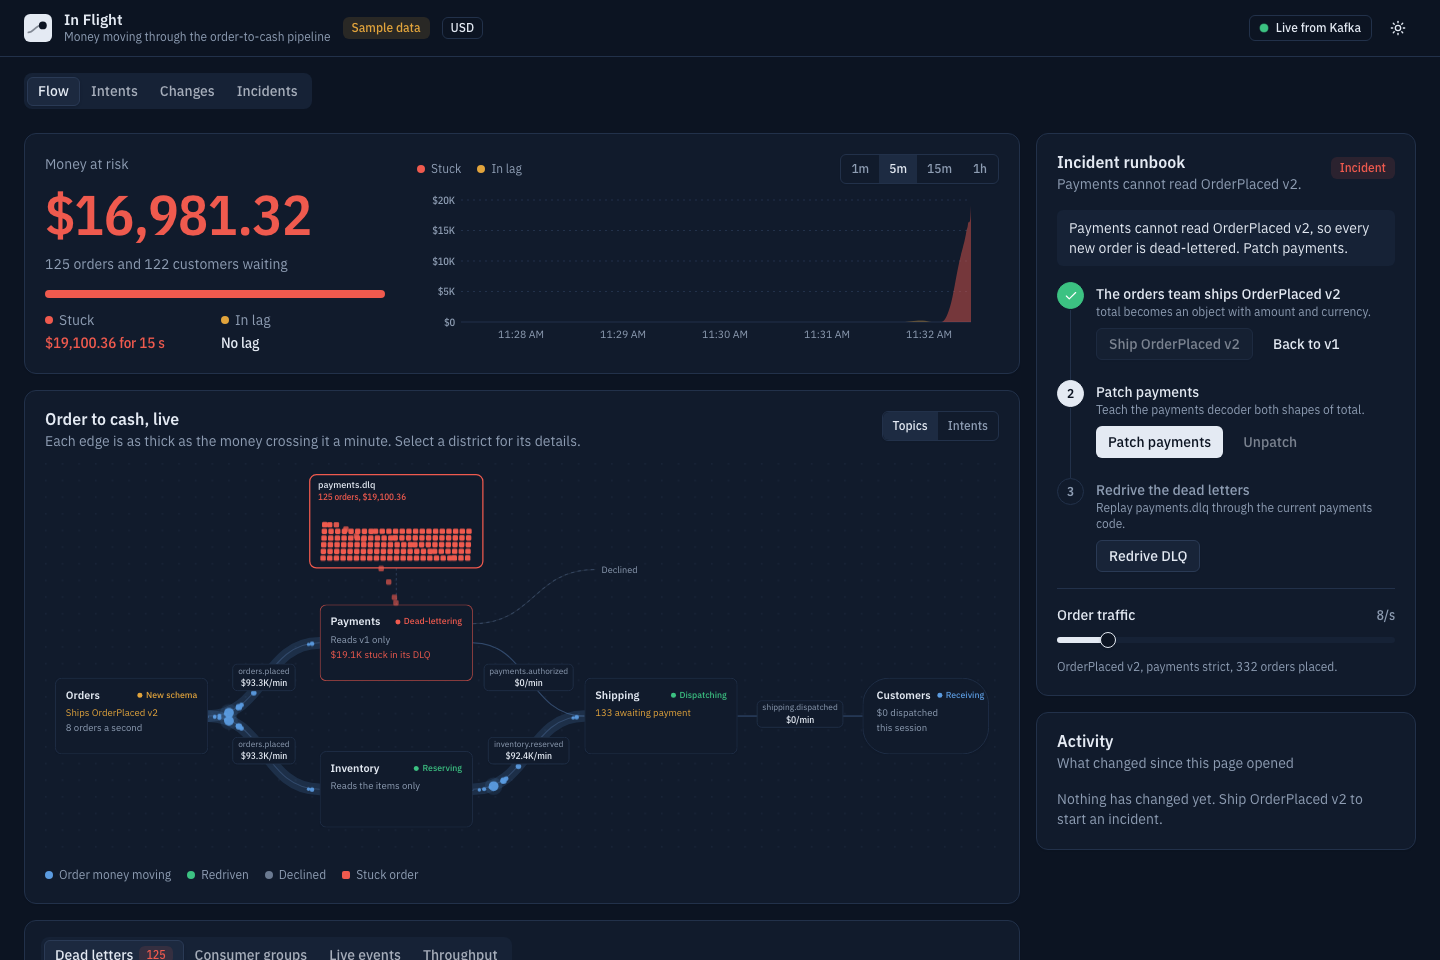 In Flight
Money moving through the order-to-cash pipeline
Sample data
USD
Live from Kafka
Flow
Intents
Changes
Incidents
Money at risk
$16,981.32
125 orders and 122 customers waiting
Stuck
In lag
$19,100.36 for 15 s
No lag
Stuck
In lag
1m
5m
15m
1h
$20K
$15K
$10K
$5K
$0
11:28 AM
11:29 AM
11:30 AM
11:31 AM
11:32 AM
Order to cash, live
Each edge is as thick as the money crossing it a minute. Select a district for its details.
Topics
Intents
payments.dlq
125 orders, $19,100.36
Declined
Payments
Dead-lettering
Reads v1 only
$19.1K stuck in its DLQ
orders.placed
$93.3K/min
payments.authorized
$0/min
Orders
New schema
Ships OrderPlaced v2
8 orders a second
Shipping
Dispatching
133 awaiting payment
shipping.dispatched
$0/min
Customers
Receiving
$0 dispatched
this session
orders.placed
$93.3K/min
inventory.reserved
$92.4K/min
Inventory
Reserving
Reads the items only
Order money moving
Redriven
Declined
Stuck order
Dead letters
125
Consumer groups
Live events
Throughput
Incident runbook
Incident
Payments cannot read OrderPlaced v2.
Payments cannot read OrderPlaced v2, so every
new order is dead-lettered. Patch payments.
The orders team ships OrderPlaced v2
total becomes an object with amount and currency.
Ship OrderPlaced v2
Back to v1
2
Patch payments
Teach the payments decoder both shapes of total.
Patch payments
Unpatch
3
Redrive the dead letters
Replay payments.dlq through the current payments
code.
Redrive DLQ
Order traffic
8/s
OrderPlaced v2, payments strict, 332 orders placed.
Activity
What changed since this page opened
Nothing has changed yet. Ship OrderPlaced v2 to
start an incident.